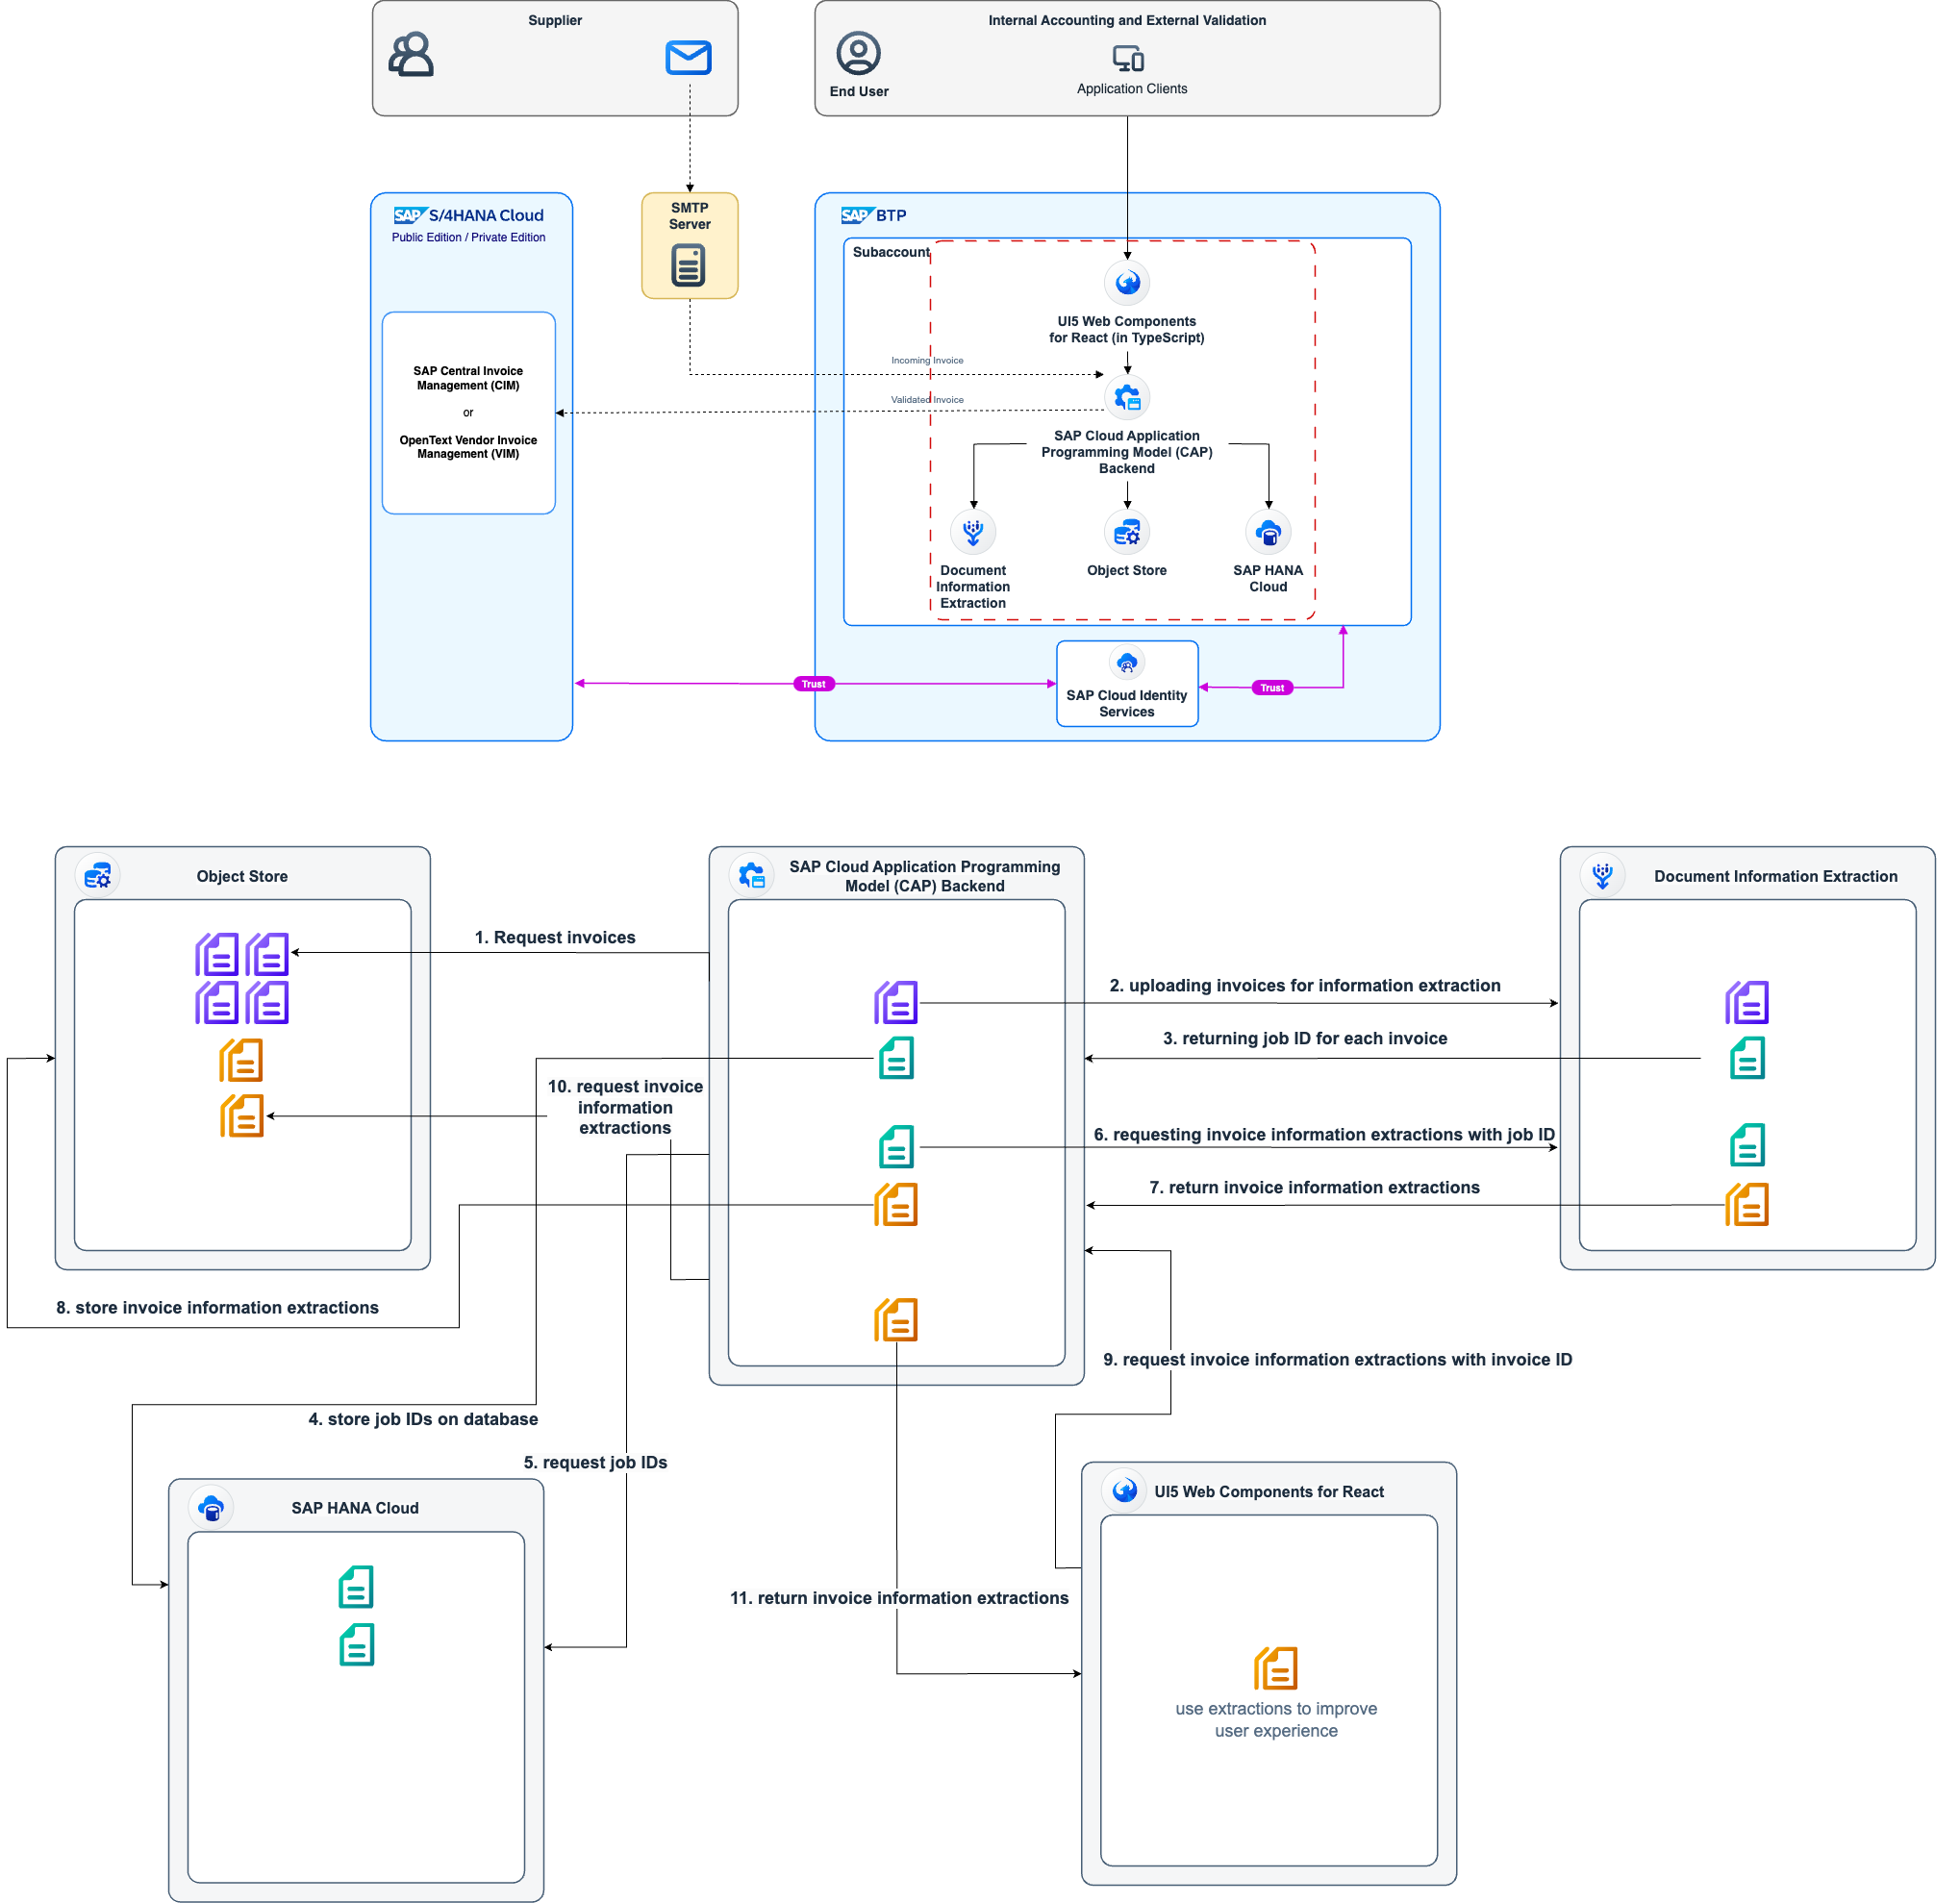 Supplier
Internal Accounting and External Validation
End User
Application Clients
SAP S/4HANA Cloud
Public Edition / Private Edition
SMTP
Server
SAP BTP
Subaccount
UI5 Web Components
for React (in TypeScript)
Incoming Invoice
Validated Invoice
SAP Central Invoice
Management (CIM)
or
OpenText Vendor Invoice
Management (VIM)
SAP Cloud Application
Programming Model (CAP)
Backend
Document
Information
Extraction
Object Store
SAP HANA
Cloud
Trust
SAP Cloud Identity
Services
Trust
Object Store
SAP Cloud Application Programming
Model (CAP) Backend
Document Information Extraction
1. Request invoices
2. uploading invoices for information extraction
3. returning job ID for each invoice
10. request invoice
information
extractions
6. requesting invoice information extractions with job ID
7. return invoice information extractions
8. store invoice information extractions
9. request invoice information extractions with invoice ID
4. store job IDs on database
5. request job IDs
SAP HANA Cloud
UI5 Web Components for React
11. return invoice information extractions
use extractions to improve
user experience